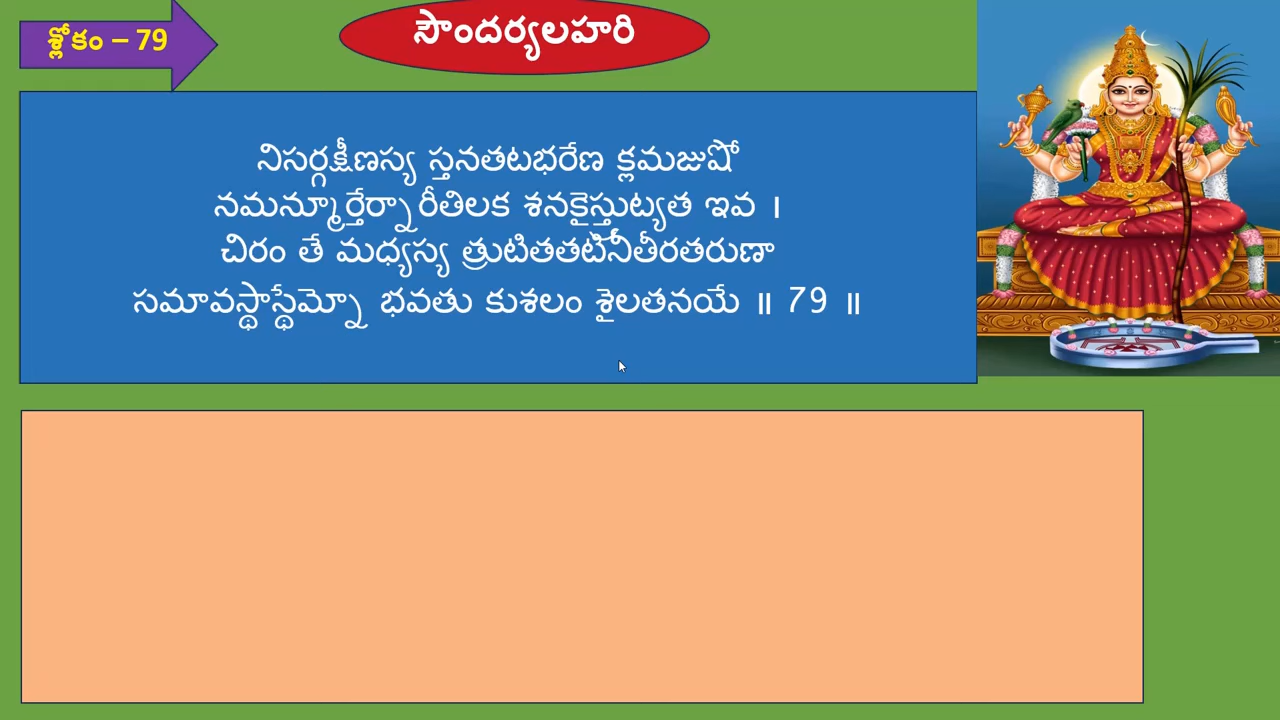 శ్లోకం – 79
సౌందర్యలహరి
నిసర్గక్షీణస్య స్తనతటభరేణ క్లమజుషో
నమన్మూర్తేర్నారీతిలక శనకైస్తుట్యత ఇవ ।
చిరం తే మధ్యస్య త్రుటితతటినీతీరతరుణా
సమావస్థాస్థేమ్నో భవతు కుశలం శైలతనయే ॥ 79 ॥